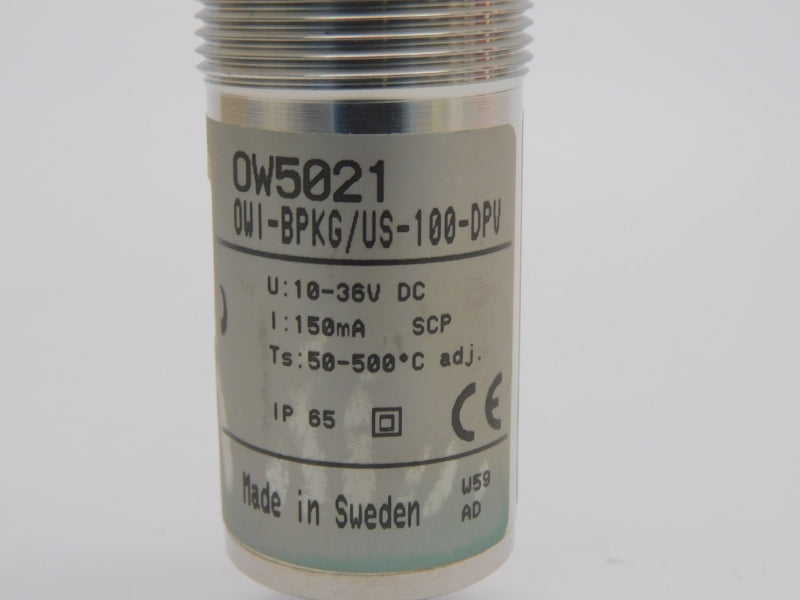 OW5021
OWI-BPKG/US-100-DPV
U:10-36V DC
I:150mA SCP
Ts:50-500°C adj.
IP 65
CE
Made in Sweden
W59
AD